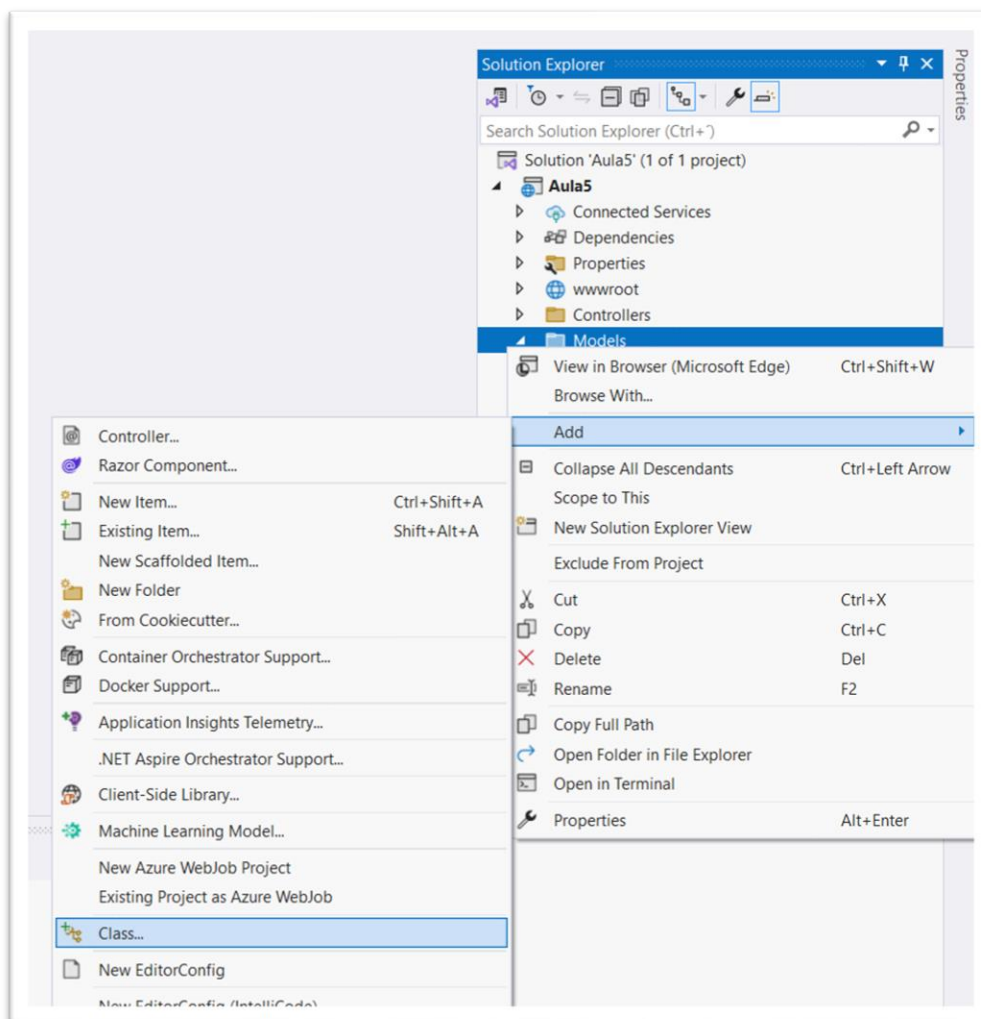 Solution Explorer
Properties
Search Solution Explorer (Ctrl+´)
Solution 'Aula5' (1 of 1 project)
Aula5
Connected Services
Dependencies
Properties
wwwroot
Controllers
Models
View in Browser (Microsoft Edge) Ctrl+Shift+W
Browse With...
Add
Collapse All Descendants Ctrl+Left Arrow
Scope to This
New Solution Explorer View
Exclude From Project
Cut Ctrl+X
Copy Ctrl+C
Delete Del
Rename F2
Copy Full Path
Open Folder in File Explorer
Open in Terminal
Properties Alt+Enter
Controller...
Razor Component...
New Item... Ctrl+Shift+A
Existing Item... Shift+Alt+A
New Scaffolded Item...
New Folder
From Cookiecutter...
Container Orchestrator Support...
Docker Support...
Application Insights Telemetry...
.NET Aspire Orchestrator Support...
Client-Side Library...
Machine Learning Model...
New Azure WebJob Project
Existing Project as Azure WebJob
Class...
New EditorConfig
New EditorConfig (IntelliCode)